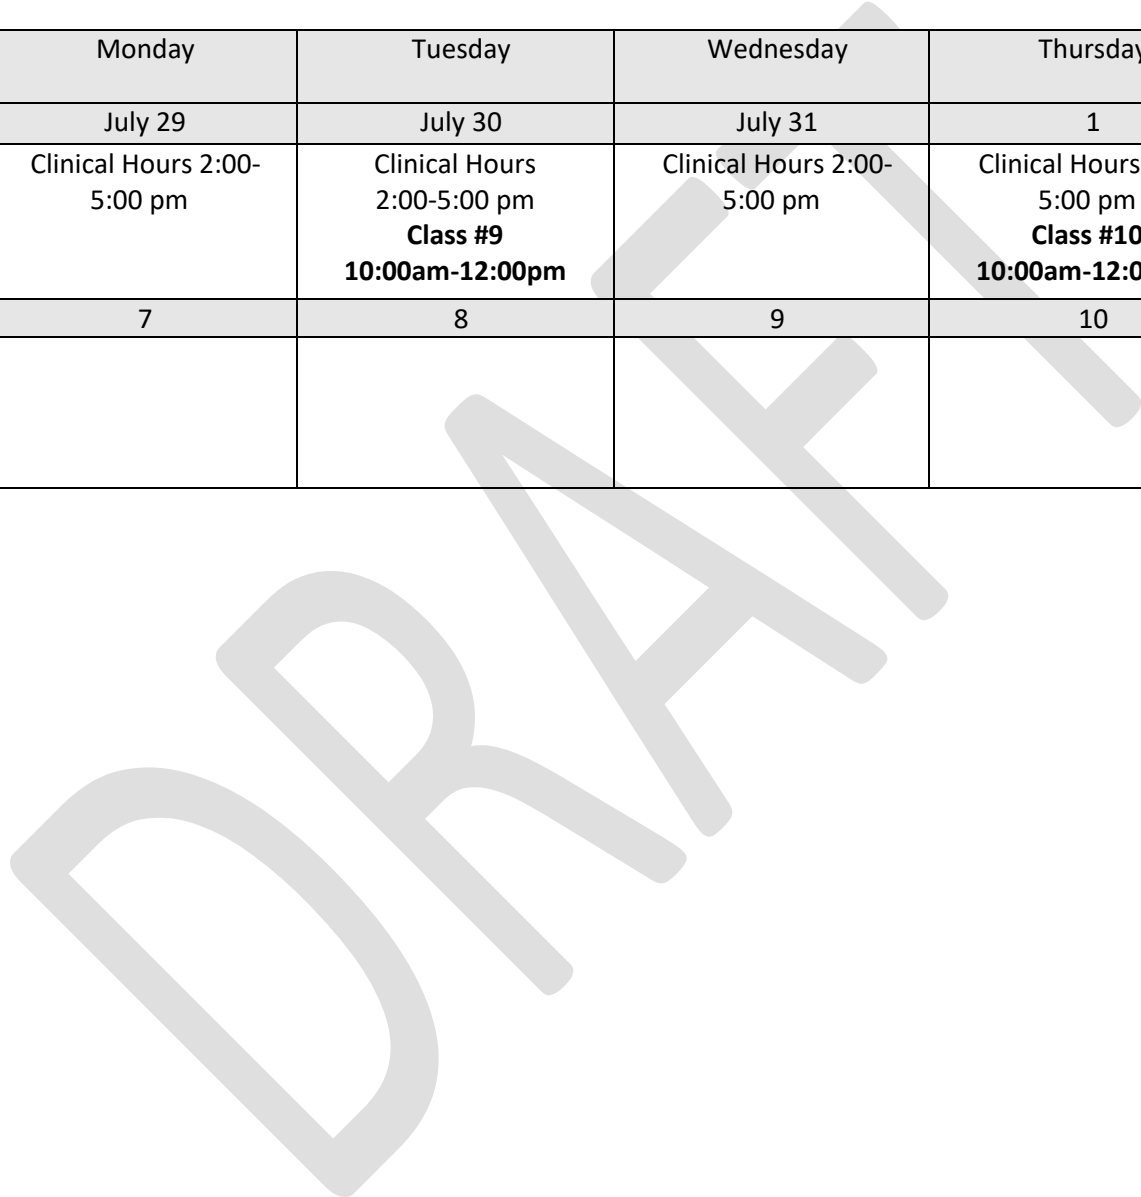 Monday Tuesday Wednesday Thursday
July 29 July 30 July 31 1
Clinical Hours 2:00- Clinical Hours Clinical Hours 2:00- Clinical Hours
5:00 pm 2:00-5:00 pm 5:00 pm 5:00 pm
Class #9 Class #10
10:00am-12:00pm 10:00am-12:0
7 8 9 10
DRAFT